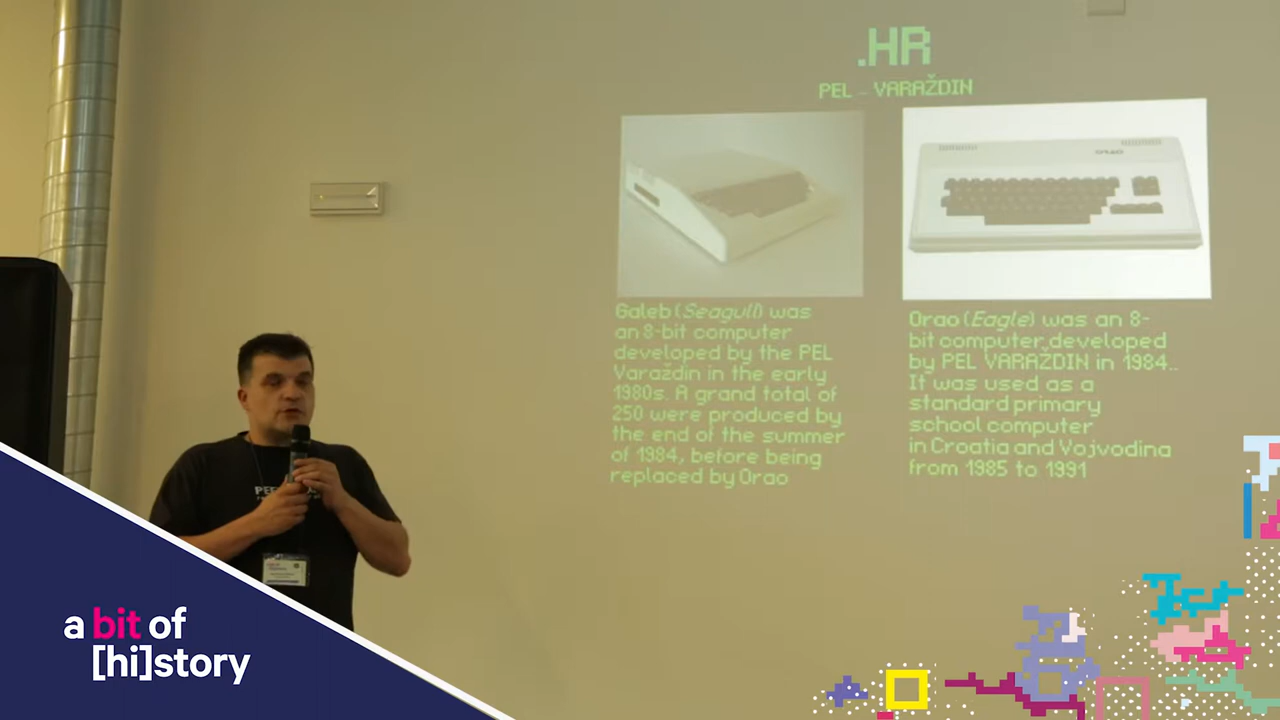 .HR
PEL - VARAŽDIN
ORAO
Galeb (Seagull) was
an 8-bit computer
developed by the PEL
Varaždin in the early
1980s. A grand total of
250 were produced by
the end of the summer
of 1984, before being
replaced by Orao
Orao (Eagle) was an 8-
bit computer developed
by PEL VARAŽDIN in 1984..
It was used as a
standard primary
school computer
in Croatia and Vojvodina
from 1985 to 1991
a bit of
[hi]story